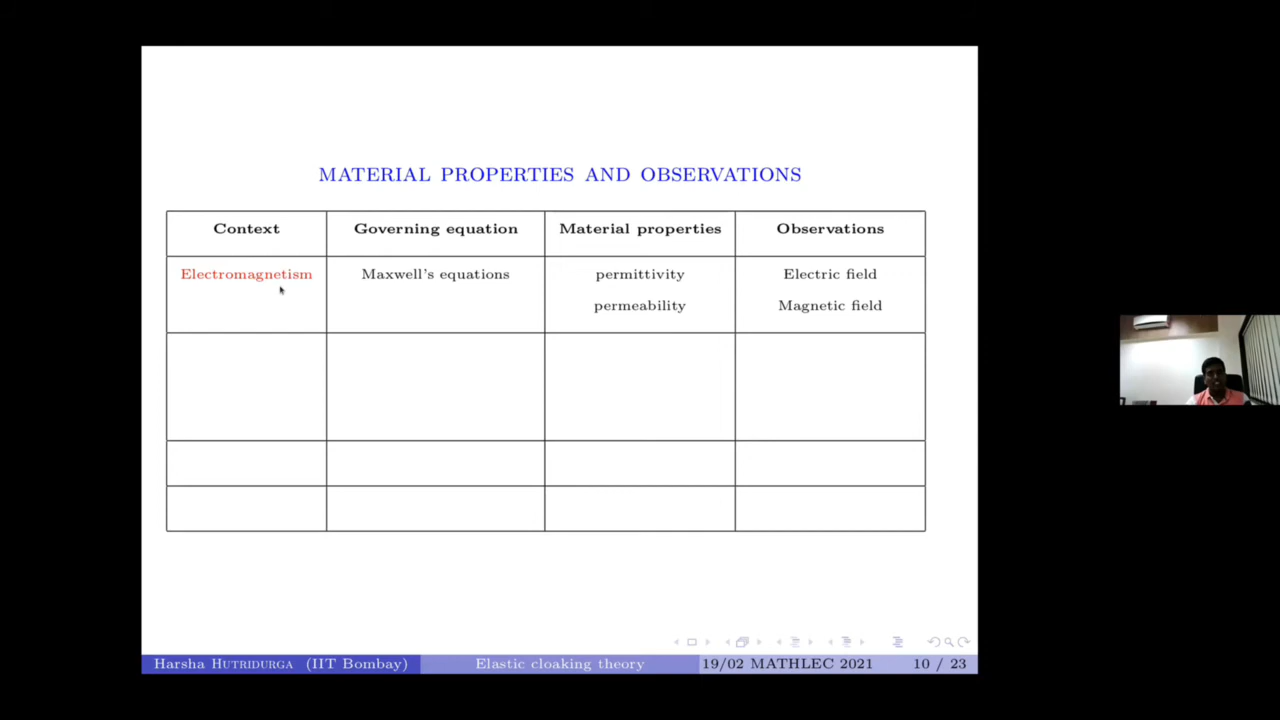 MATERIAL PROPERTIES AND OBSERVATIONS
Context Governing equation Material properties Observations
Electromagnetism Maxwell's equations permittivity Electric field
permeability Magnetic field
Harsha HUTRIDURGA (IIT Bombay) Elastic cloaking theory 19/02 MATHLEC 2021 10 / 23